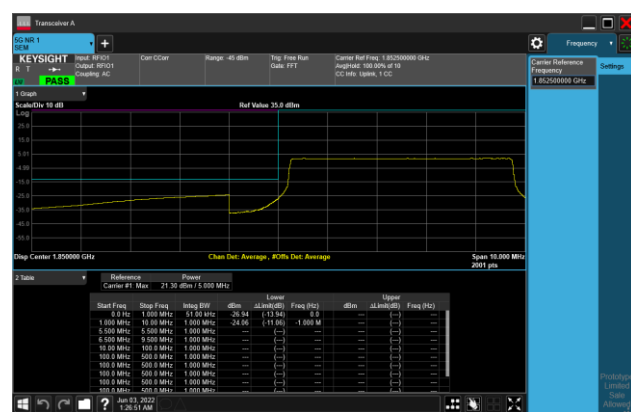 Transceiver A
5G NR 1
SEM
Frequency
KEYSIGHT
R T
PASS
Input: RFIO1
Output: RFIO1
Coupling: AC
Corr CCorr
Range: -45 dBm
Trig: Free Run
Gate: FFT
Carrier Ref Freq: 1.852500000 GHz
Avg|Hold: 100.00% of 10
CC Info: Uplink, 1 CC
Carrier Reference
Frequency
1.852500000 GHz
Settings
1 Graph
Scale/Div 10 dB
Ref Value 35.0 dBm
Log
25.0
15.0
5.01
-4.99
-15.0
-25.0
-35.0
-45.0
-55.0
Disp Center 1.850000 GHz
Chan Det: Average , #Offs Det: Average
Span 10.000 MHz
2001 pts
2 Table
Reference Power
Carrier #1 Max 21.30 dBm / 5.000 MHz
Lower Upper
Start Freq Stop Freq Integ BW dBm ΔLimit(dB) Freq (Hz) dBm ΔLimit(dB) Freq (Hz)
0.0 Hz 1.000 MHz 51.00 kHz -26.94 (-13.94) 0.0 --- (---) ---
1.000 MHz 10.00 MHz 1.000 MHz -24.06 (-11.06) -1.000 M --- (---) ---
5.500 MHz 5.500 MHz 1.000 MHz --- (---) --- --- (---) ---
6.500 MHz 9.500 MHz 1.000 MHz --- (---) --- --- (---) ---
10.00 MHz 100.0 MHz 1.000 MHz --- (---) --- --- (---) ---
100.0 MHz 500.0 MHz 1.000 MHz --- (---) --- --- (---) ---
100.0 MHz 500.0 MHz 1.000 MHz --- (---) --- --- (---) ---
100.0 MHz 500.0 MHz 1.000 MHz --- (---) --- --- (---) ---
100.0 MHz 500.0 MHz 1.000 MHz --- (---) --- --- (---) ---
100.0 MHz 500.0 MHz 1.000 MHz --- (---) --- --- (---) ---
Prototype
Limited
Sale
Allowed
?
Jun 03, 2022
1:26:51 AM